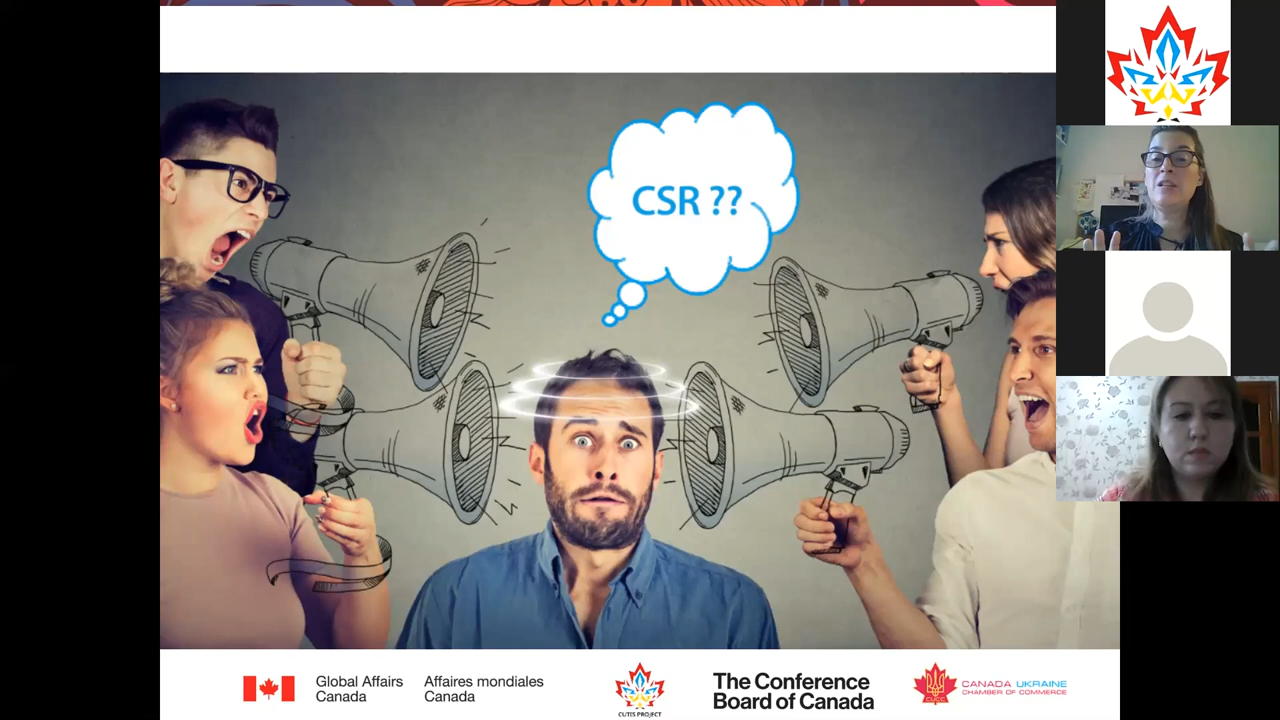 CSR ??
Global Affairs
Canada
Affaires mondiales
Canada
CUTIS PROJECT
The Conference
Board of Canada
CUCC
CANADA UKRAINE
CHAMBER OF COMMERCE